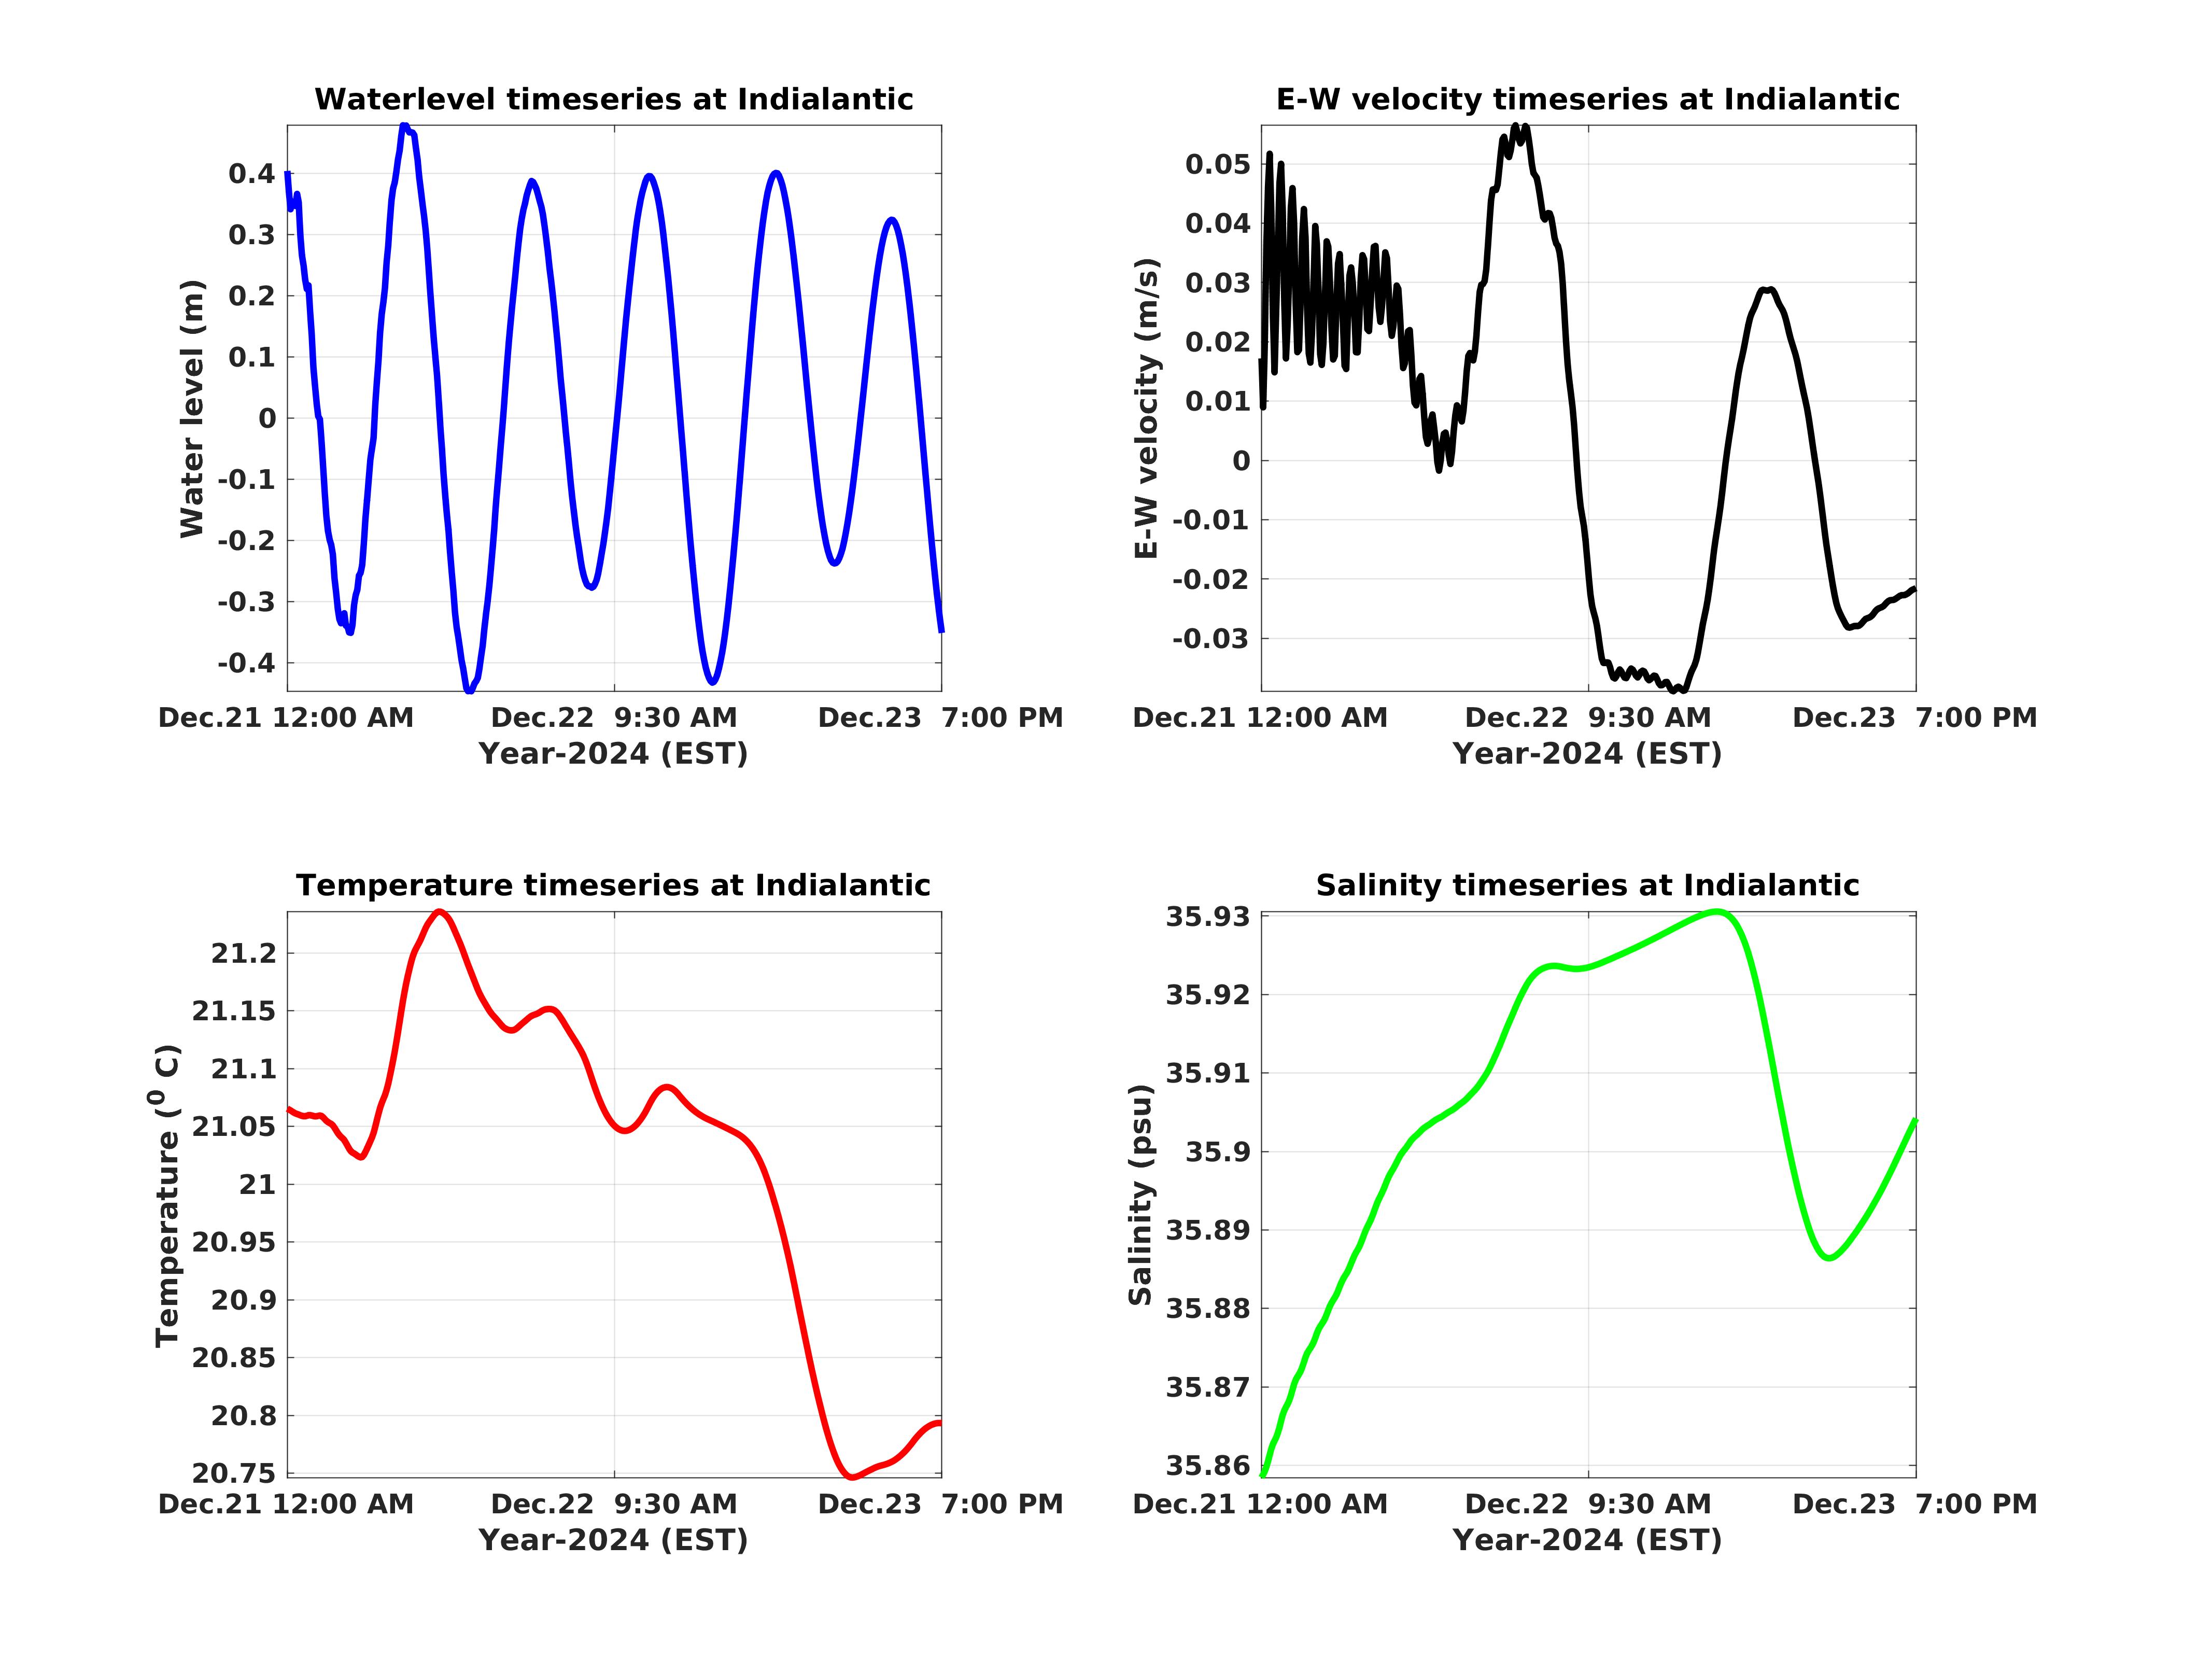 Waterlevel timeseries at Indialantic
0.4
0.3
0.2
0.1
0
-0.1
-0.2
-0.3
-0.4
Water level (m)
Dec.21 12:00 AM Dec.22 9:30 AM Dec.23 7:00 PM
Year-2024 (EST)
E-W velocity timeseries at Indialantic
0.05
0.04
0.03
0.02
0.01
0
-0.01
-0.02
-0.03
E-W velocity (m/s)
Dec.21 12:00 AM Dec.22 9:30 AM Dec.23 7:00 PM
Year-2024 (EST)
Temperature timeseries at Indialantic
21.2
21.15
21.1
21.05
21
20.95
20.9
20.85
20.8
20.75
Temperature (⁰ C)
Dec.21 12:00 AM Dec.22 9:30 AM Dec.23 7:00 PM
Year-2024 (EST)
Salinity timeseries at Indialantic
35.93
35.92
35.91
35.9
35.89
35.88
35.87
35.86
Salinity (psu)
Dec.21 12:00 AM Dec.22 9:30 AM Dec.23 7:00 PM
Year-2024 (EST)